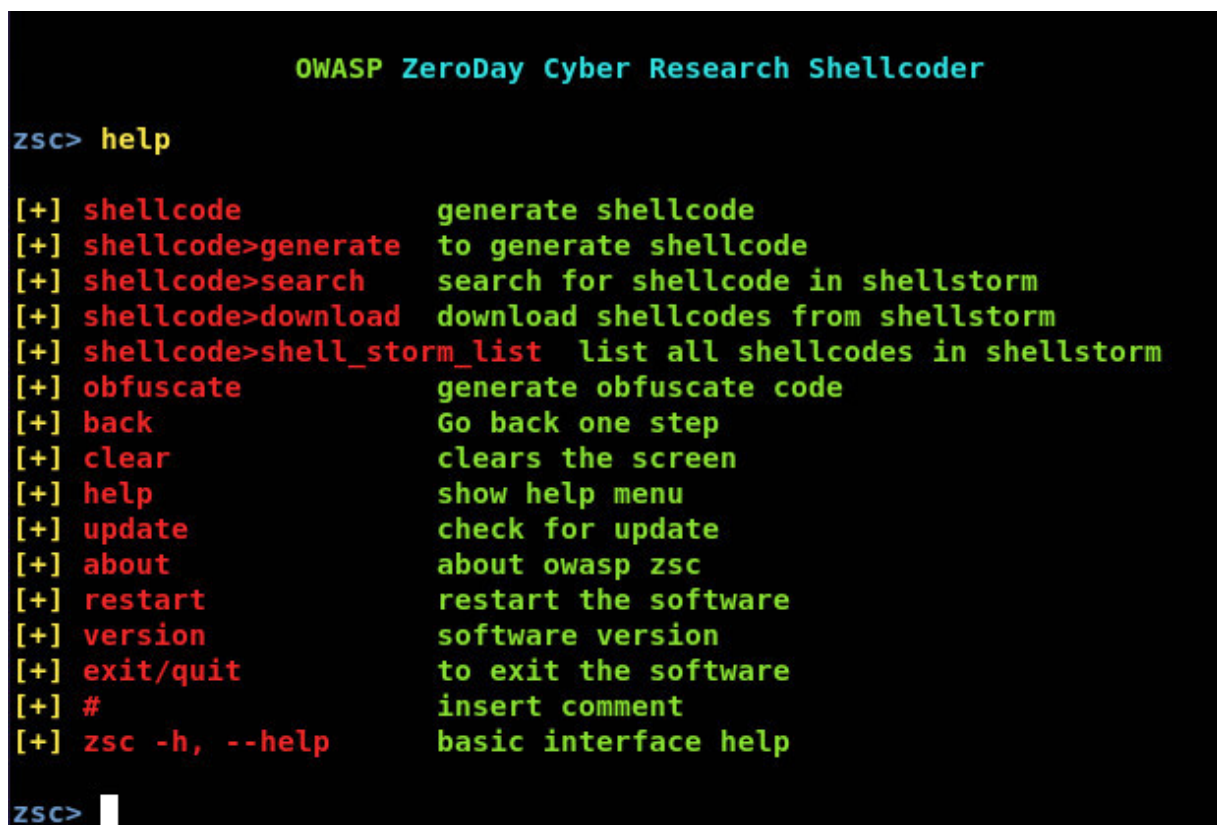 OWASP ZeroDay Cyber Research Shellcoder
zsc> help
[+] shellcode generate shellcode
[+] shellcode>generate to generate shellcode
[+] shellcode>search search for shellcode in shellstorm
[+] shellcode>download download shellcodes from shellstorm
[+] shellcode>shell_storm_list list all shellcodes in shellstorm
[+] obfuscate generate obfuscate code
[+] back Go back one step
[+] clear clears the screen
[+] help show help menu
[+] update check for update
[+] about about owasp zsc
[+] restart restart the software
[+] version software version
[+] exit/quit to exit the software
[+] # insert comment
[+] zsc -h, --help basic interface help
zsc>